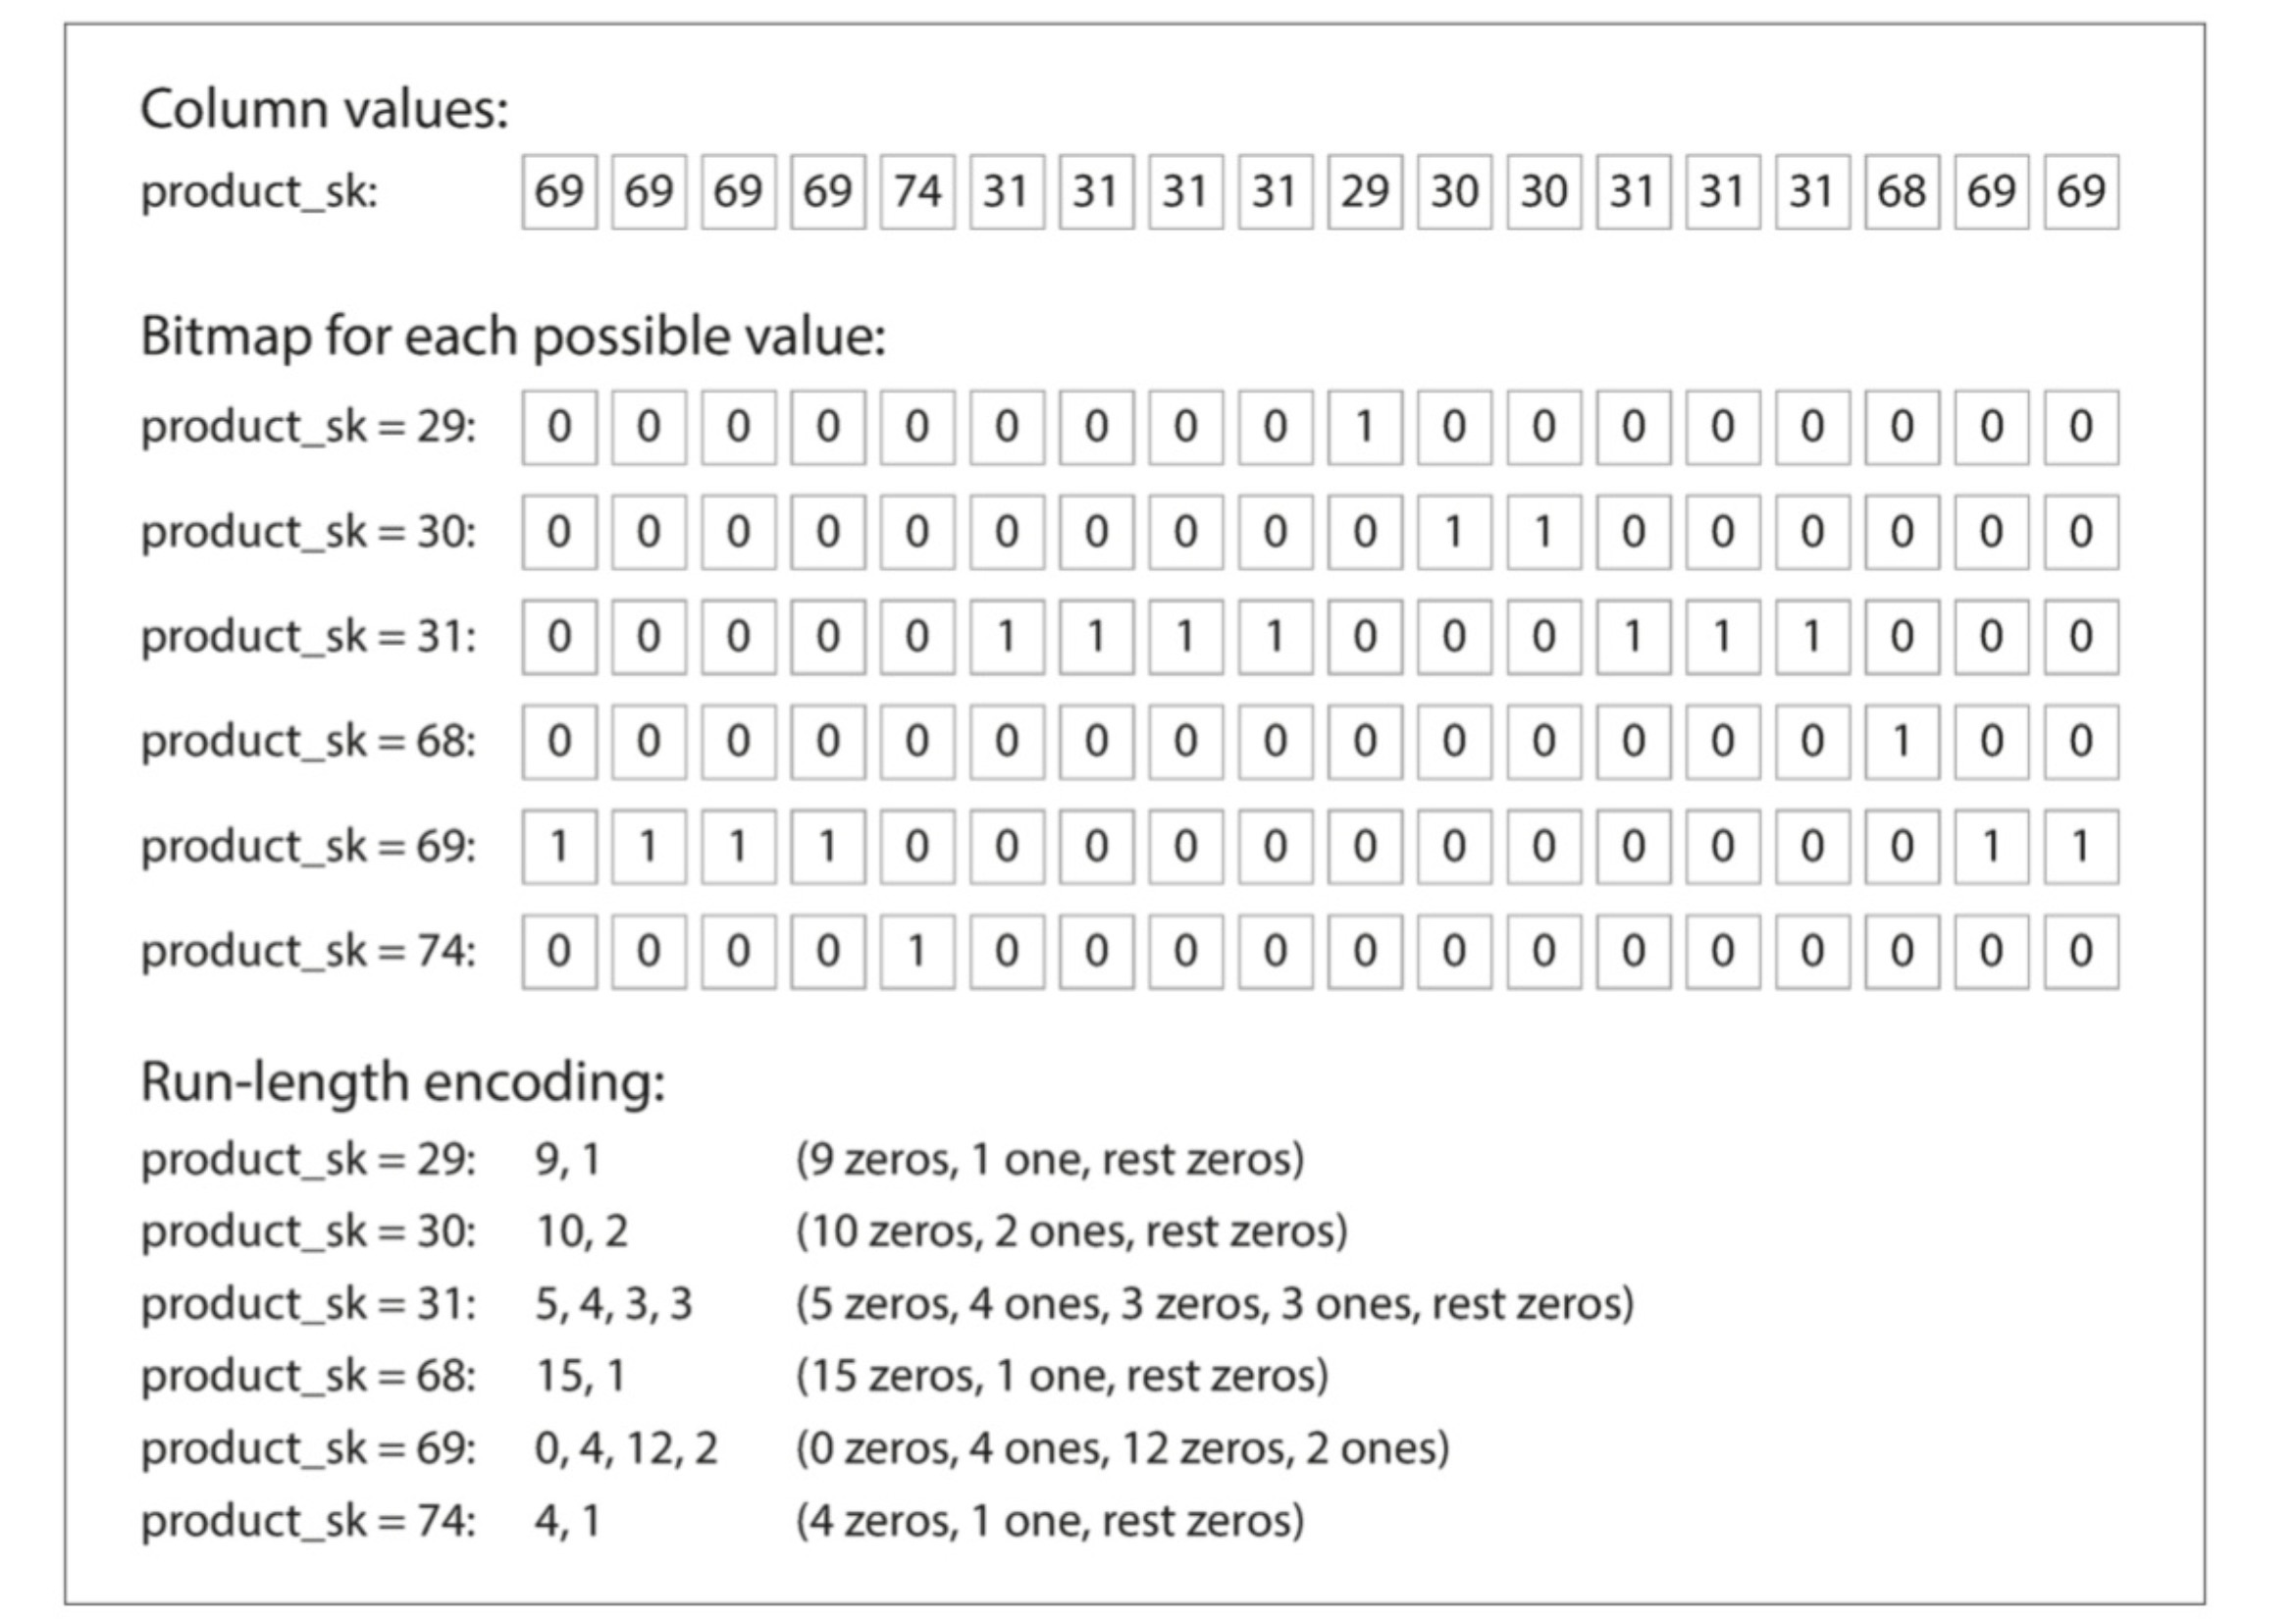 Column values:
product_sk: 69 69 69 69 74 31 31 31 31 29 30 30 31 31 31 68 69 69
Bitmap for each possible value:
product_sk = 29: 0 0 0 0 0 0 0 0 0 1 0 0 0 0 0 0 0 0
product_sk = 30: 0 0 0 0 0 0 0 0 0 0 1 1 0 0 0 0 0 0
product_sk = 31: 0 0 0 0 0 1 1 1 1 0 0 0 1 1 1 0 0 0
product_sk = 68: 0 0 0 0 0 0 0 0 0 0 0 0 0 0 0 1 0 0
product_sk = 69: 1 1 1 1 0 0 0 0 0 0 0 0 0 0 0 0 1 1
product_sk = 74: 0 0 0 0 1 0 0 0 0 0 0 0 0 0 0 0 0 0
Run-length encoding:
product_sk = 29: 9, 1 (9 zeros, 1 one, rest zeros)
product_sk = 30: 10, 2 (10 zeros, 2 ones, rest zeros)
product_sk = 31: 5, 4, 3, 3 (5 zeros, 4 ones, 3 zeros, 3 ones, rest zeros)
product_sk = 68: 15, 1 (15 zeros, 1 one, rest zeros)
product_sk = 69: 0, 4, 12, 2 (0 zeros, 4 ones, 12 zeros, 2 ones)
product_sk = 74: 4, 1 (4 zeros, 1 one, rest zeros)